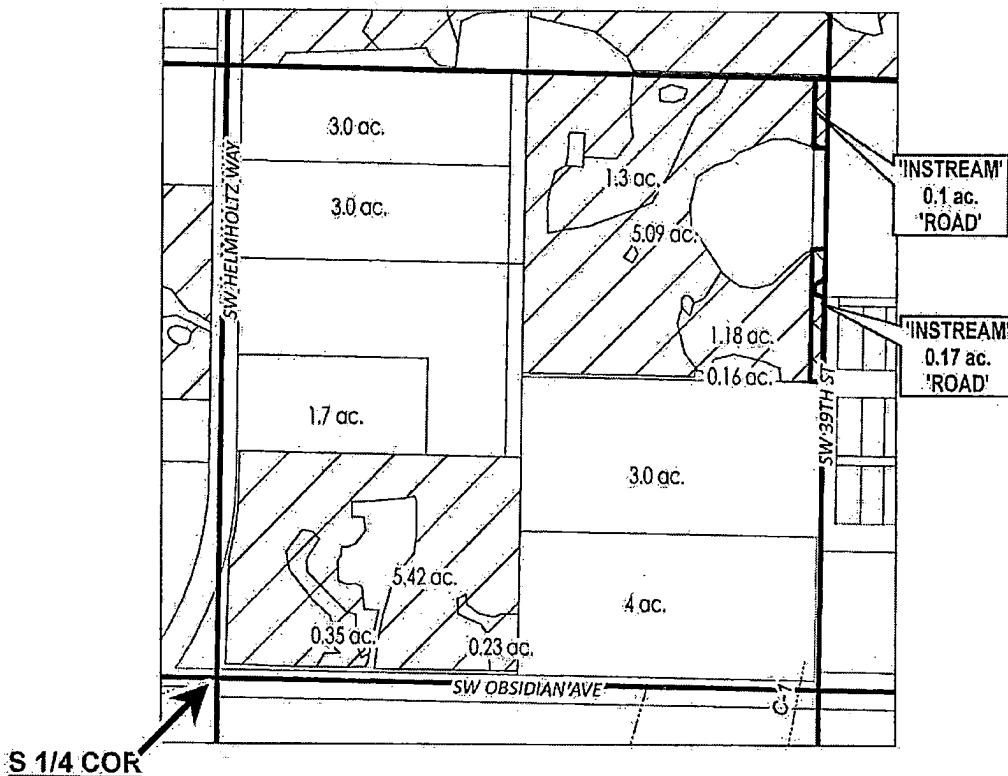 3.0 ac.
3.0 ac.
1.3 ac.
5.09 ac.
1.18 ac.
0.16 ac.
'INSTREAM'
0.1 ac.
'ROAD'
'INSTREAM'
0.17 ac.
'ROAD'
SW HELMHOLTZ WAY
SW 39TH ST
1.7 ac.
3.0 ac.
5.42 ac.
0.35 ac.
0.23 ac.
4 ac.
SW OBSIDIAN AVE
C-1
S 1/4 COR